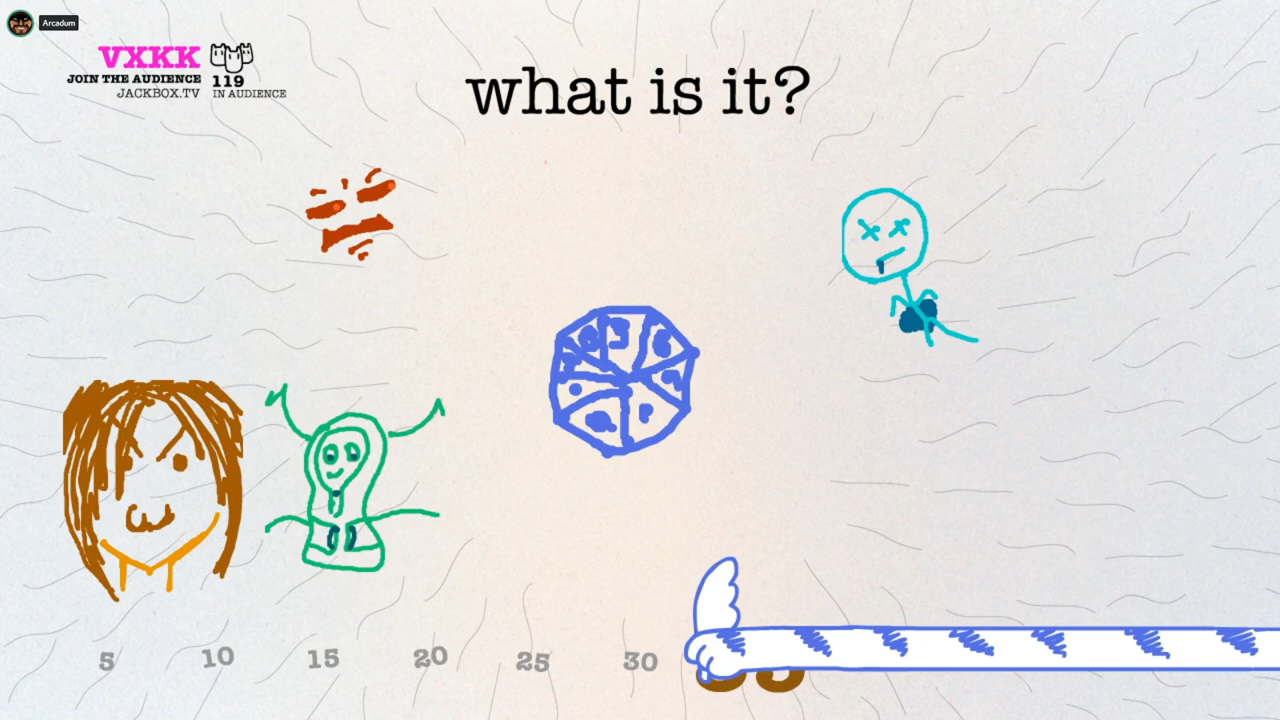 Arcadum
VXKK
JOIN THE AUDIENCE
JACKBOX.TV
119
IN AUDIENCE
what is it?
5 10 15 20 25 30